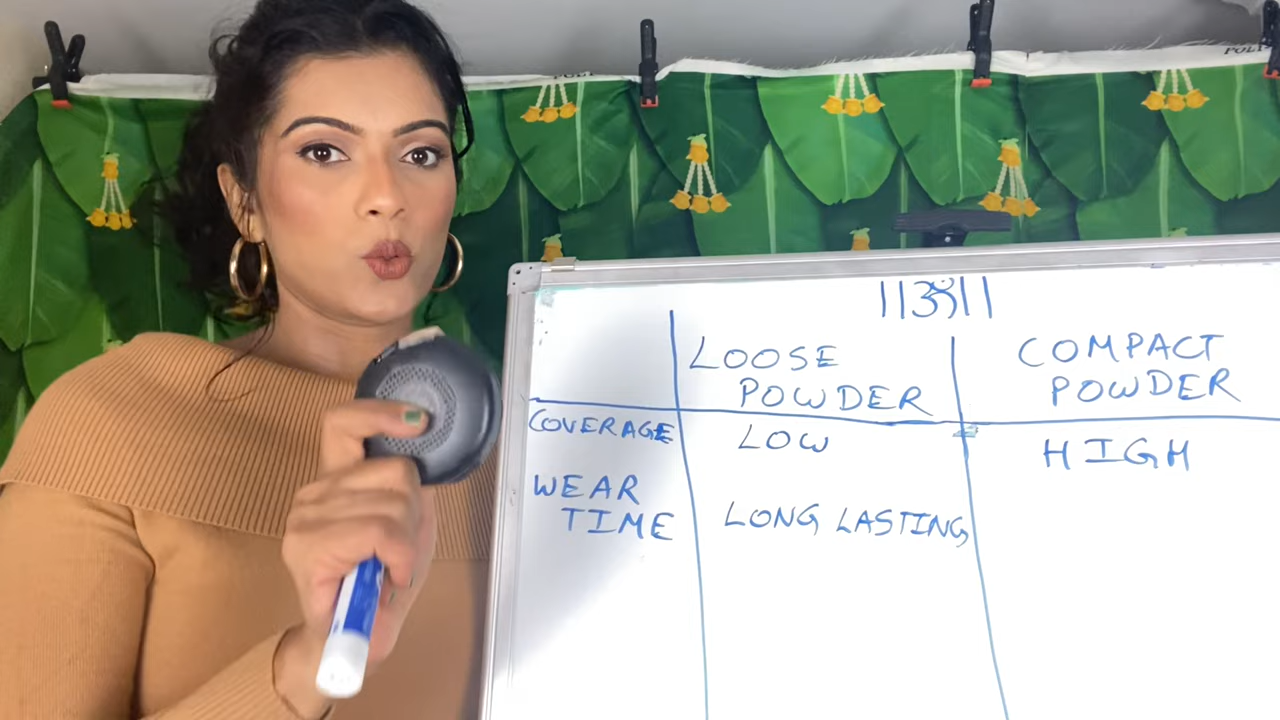 ||ૐ||
LOOSE POWDER
COMPACT POWDER
COVERAGE
LOW
HIGH
WEAR TIME
LONG LASTING